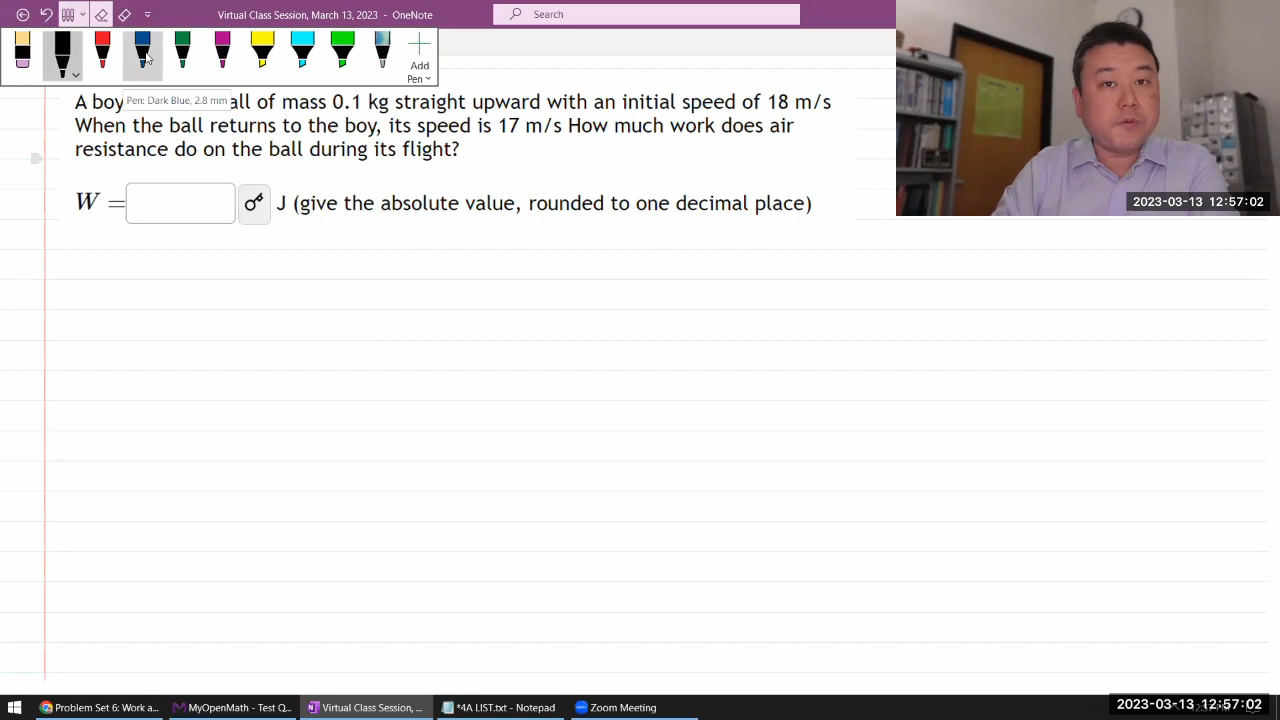 Virtual Class Session, March 13, 2023 - OneNote
Search
Add
Pen
Pen: Dark Blue, 2.8 mm
A boy all of mass 0.1 kg straight upward with an initial speed of 18 m/s
When the ball returns to the boy, its speed is 17 m/s How much work does air
resistance do on the ball during its flight?
W = J (give the absolute value, rounded to one decimal place)
2023-03-13 12:57:02
Problem Set 6: Work a...
MyOpenMath - Test Q...
Virtual Class Session, ...
*4A LIST.txt - Notepad
Zoom Meeting
2023-03-13 12:57:02